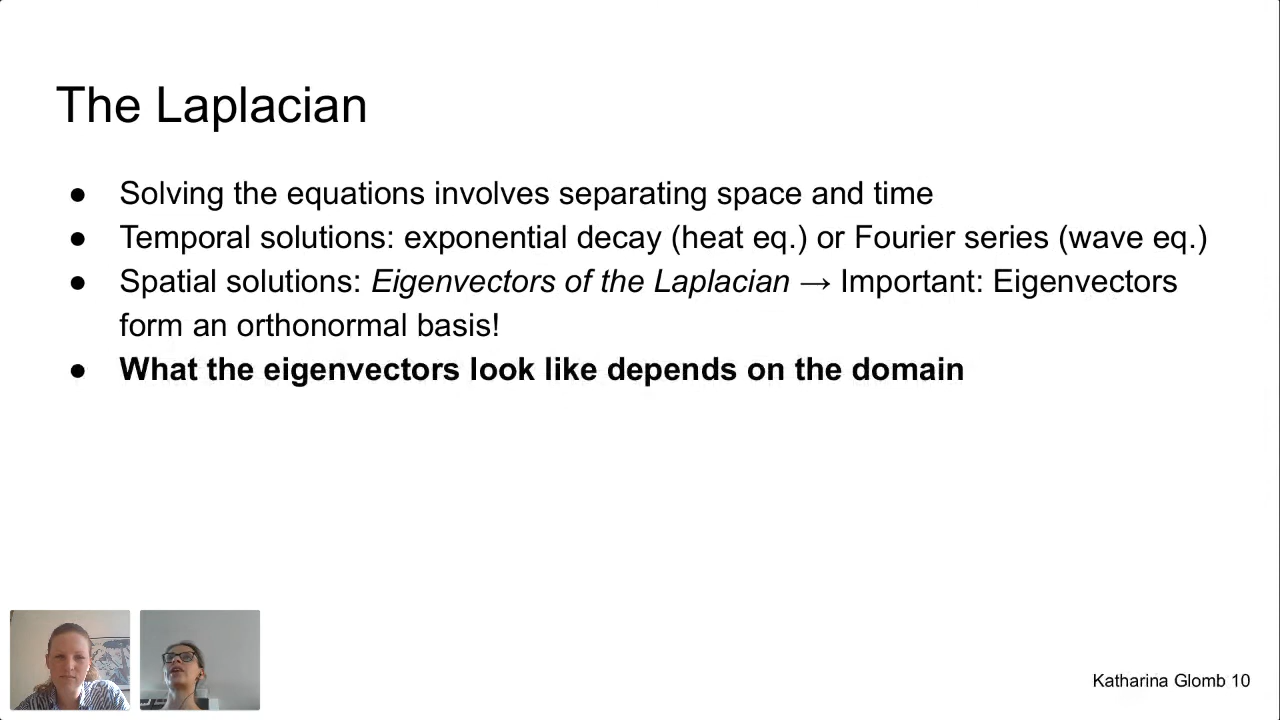 The Laplacian
● Solving the equations involves separating space and time
● Temporal solutions: exponential decay (heat eq.) or Fourier series (wave eq.)
● Spatial solutions: Eigenvectors of the Laplacian → Important: Eigenvectors
form an orthonormal basis!
● What the eigenvectors look like depends on the domain
Katharina Glomb 10